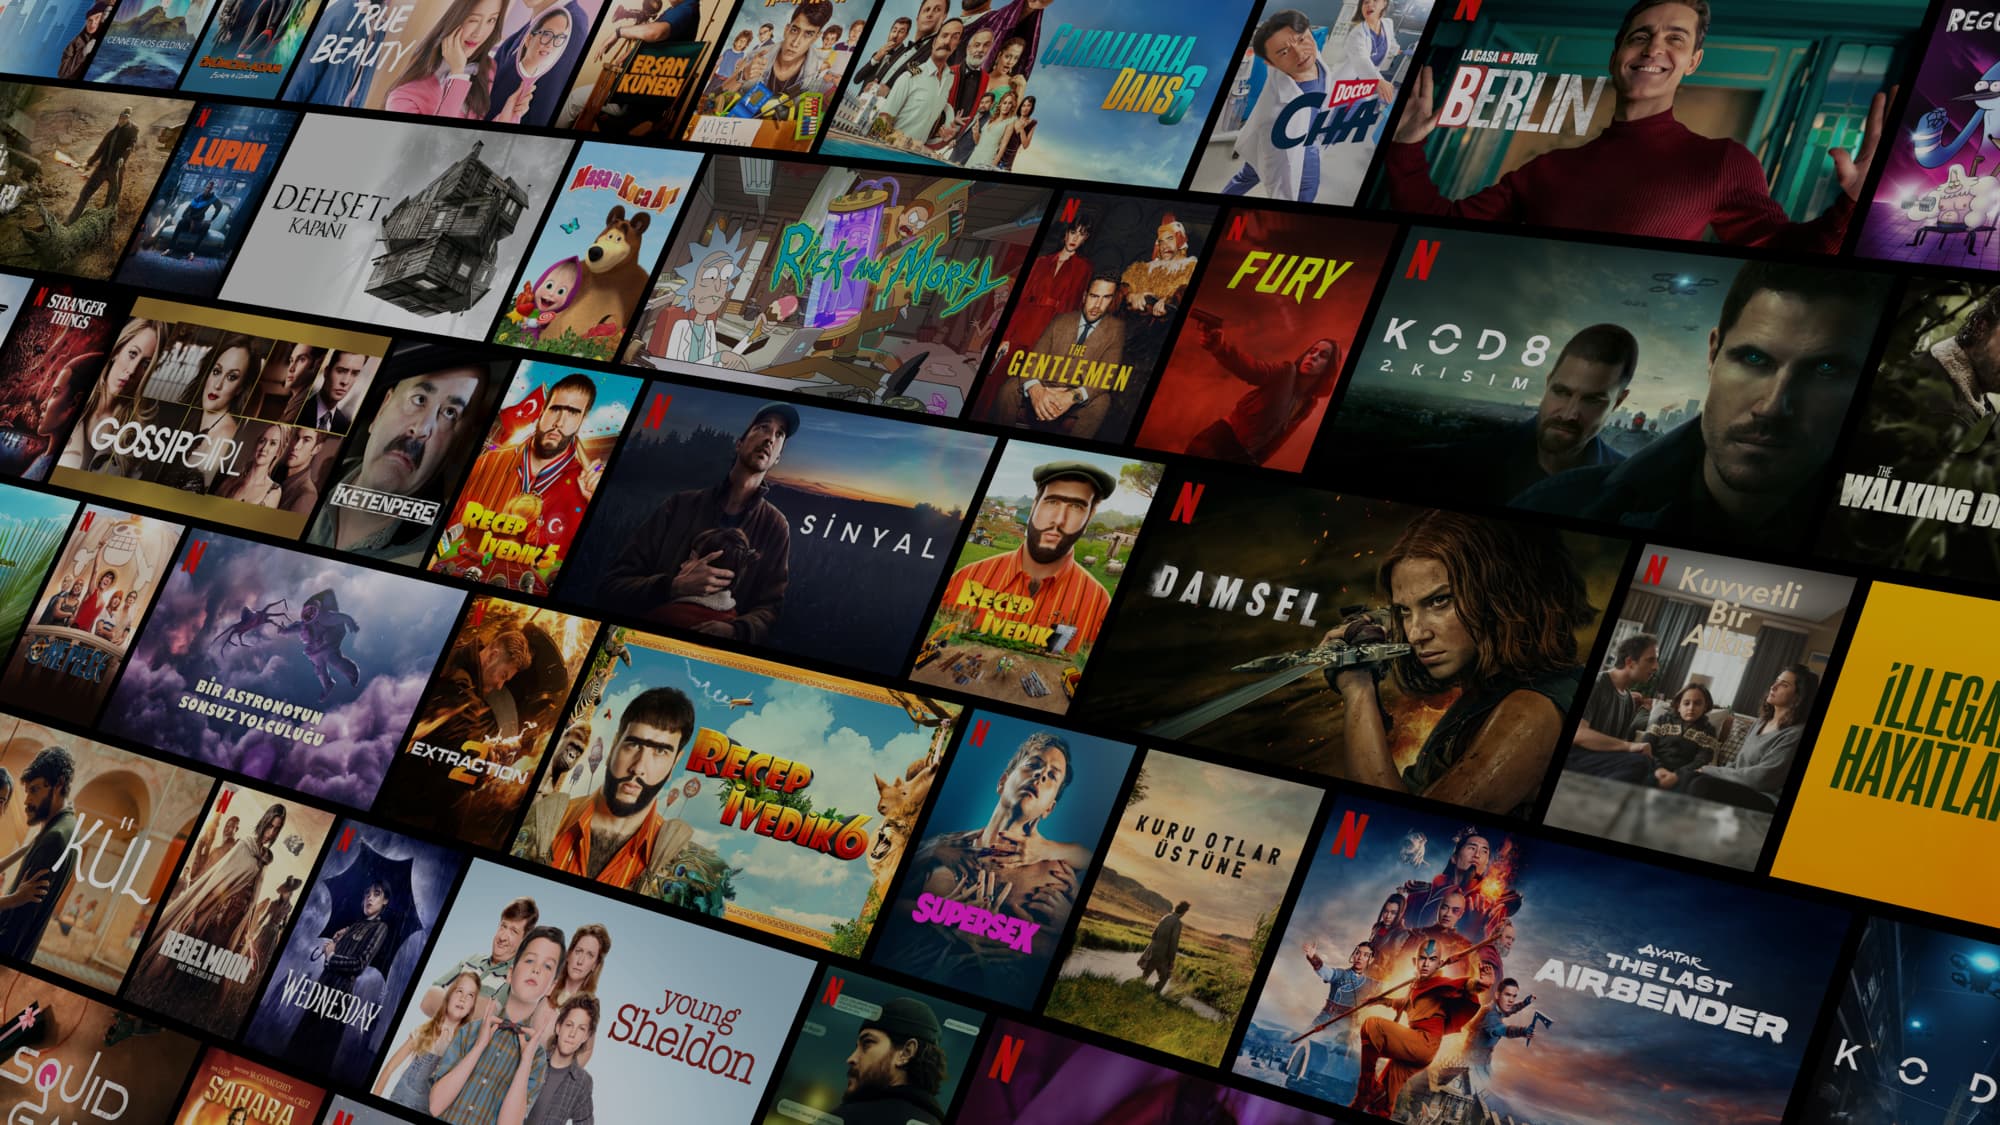 CENNETE HOŞ GELDİNİZ
TRUE
BEAUTY
ERŞAN
KUNERİ
NİYET
ÇAKALLARLA
DANS 6
Doctor
CHA
N
LA CASA DE PAPEL
BERLIN
REGU
N
LUPIN
DEHŞET
KAPANI
Maşa ile Koca Ayı
Rick and Morty
N
THE
GENTLEMEN
N
FURY
N
KOD 8
2. KISIM
THE
WALKING D
N
STRANGER
THINGS
GOSSIP GIRL
KETENPERE
RECEP
İVEDİK 5
N
SİNYAL
RECEP
İVEDİK 7
N
DAMSEL
N
Kuvvetli
Bir
Alkış
İLLEGA
HAYATLA
N
ONE PIECE
N
BİR ASTRONOTUN
SONSUZ YOLCULUĞU
N
EXTRACTION
2
RECEP
İVEDİK 6
N
SUPERSEX
KURU OTLAR
ÜSTÜNE
N
AVATAR
THE LAST
AIRBENDER
KOD
KÜL
N
REBEL MOON
N
WEDNESDAY
young
Sheldon
N
N
SQUID
MATTHEW McCONAUGHEY
SAHARA
N